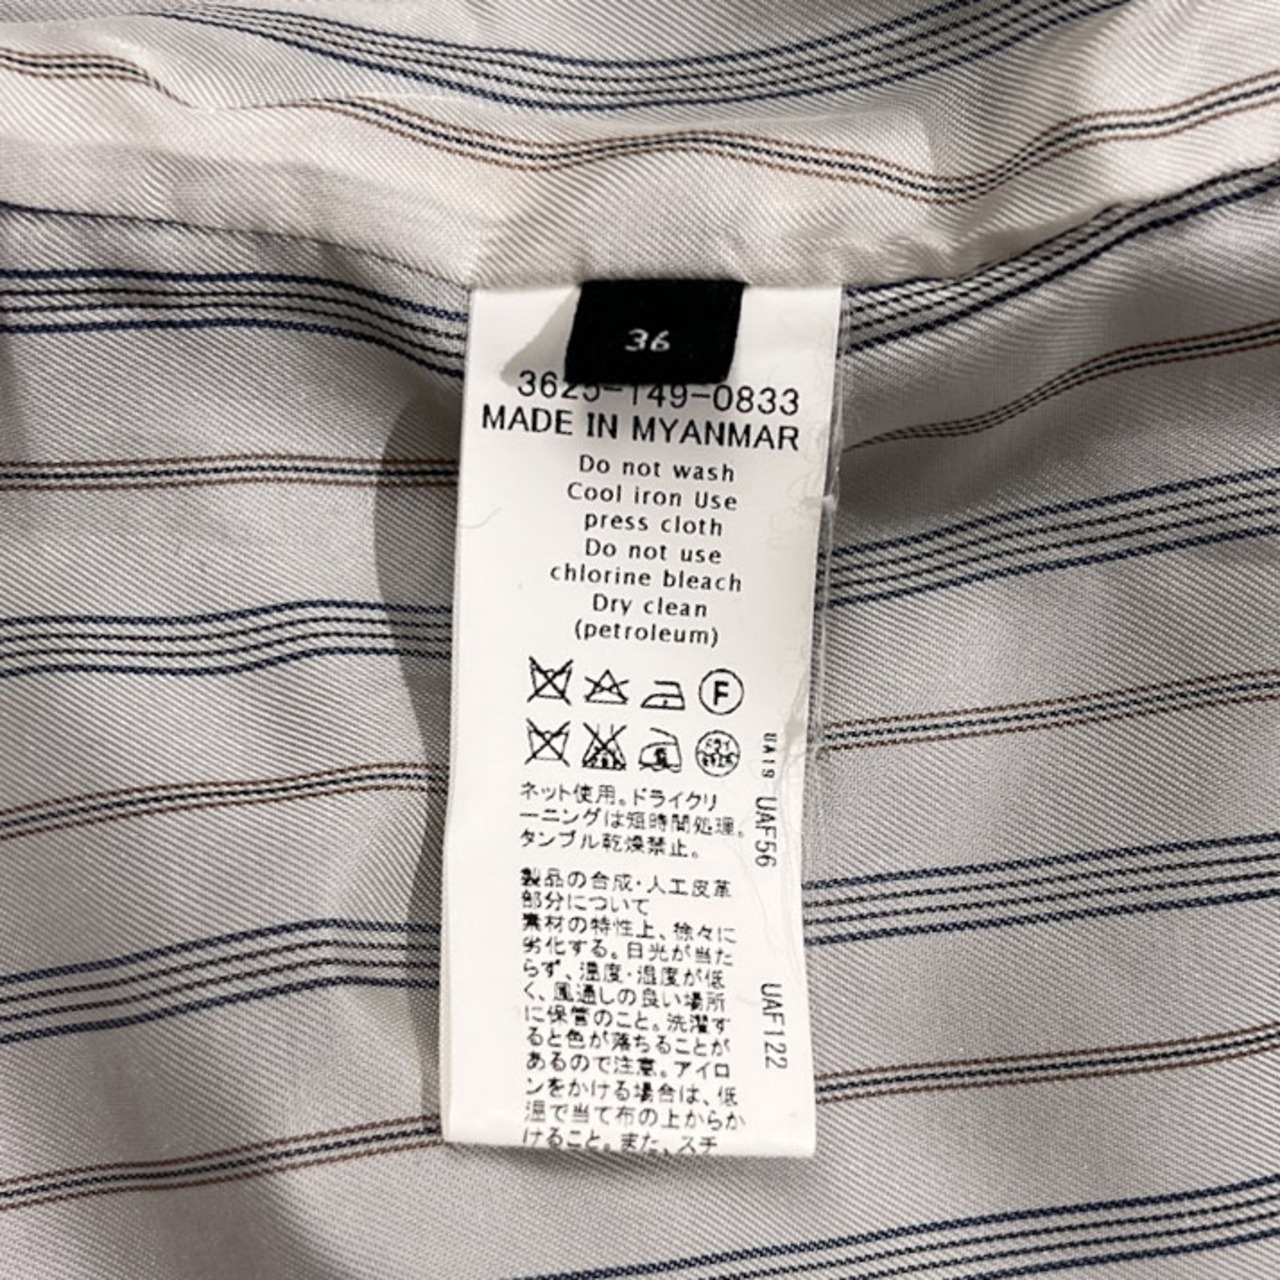 36
3625-149-0833
MADE IN MYANMAR
Do not wash
Cool iron Use
press cloth
Do not use
chlorine bleach
Dry clean
(petroleum)
F
UA19
UAF56
ネット使用。ドライクリ
ーニングは短時間処理。
タンブル乾燥禁止。
製品の合成・人工皮革
部分について
素材の特性上、徐々に
劣化する。日光が当た
らず、温度・湿度が低
く、風通しの良い場所
に保管のこと。洗濯す
ると色が落ちることが
あるので注意。アイロ
ンをかける場合は、低
温で当て布の上からか
けること。また、スチ
UAF122